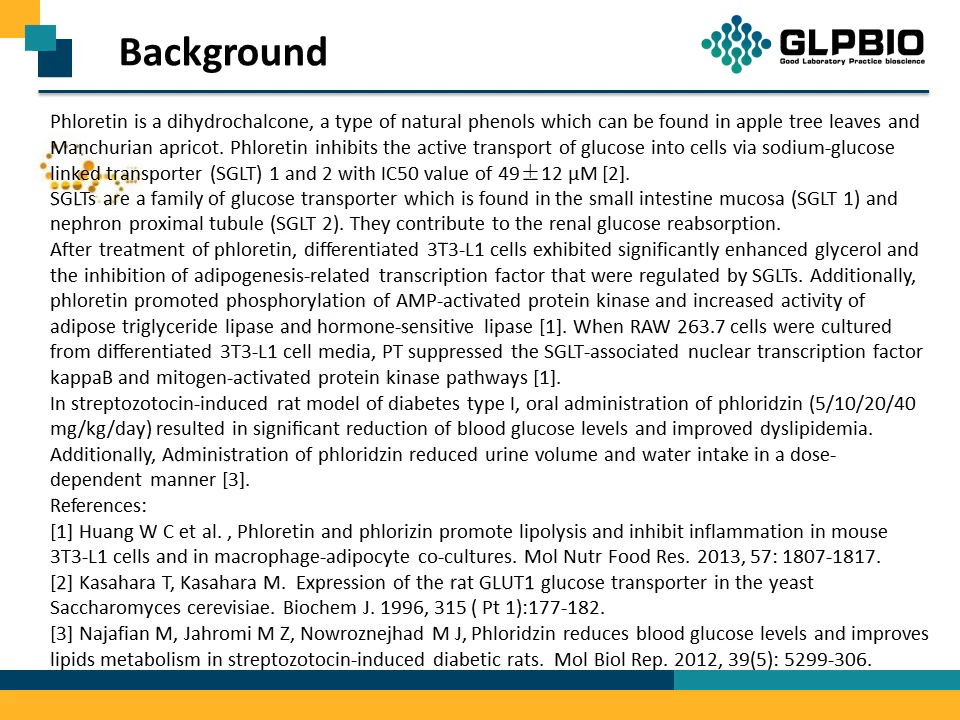 Background
GLPBIO
Good Laboratory Practice bioscience
Phloretin is a dihydrochalcone, a type of natural phenols which can be found in apple tree leaves and
Manchurian apricot. Phloretin inhibits the active transport of glucose into cells via sodium-glucose
linked transporter (SGLT) 1 and 2 with IC50 value of 49±12 μM [2].
SGLTs are a family of glucose transporter which is found in the small intestine mucosa (SGLT 1) and
nephron proximal tubule (SGLT 2). They contribute to the renal glucose reabsorption.
After treatment of phloretin, differentiated 3T3-L1 cells exhibited significantly enhanced glycerol and
the inhibition of adipogenesis-related transcription factor that were regulated by SGLTs. Additionally,
phloretin promoted phosphorylation of AMP-activated protein kinase and increased activity of
adipose triglyceride lipase and hormone-sensitive lipase [1]. When RAW 263.7 cells were cultured
from differentiated 3T3-L1 cell media, PT suppressed the SGLT-associated nuclear transcription factor
kappaB and mitogen-activated protein kinase pathways [1].
In streptozotocin-induced rat model of diabetes type I, oral administration of phloridzin (5/10/20/40
mg/kg/day) resulted in significant reduction of blood glucose levels and improved dyslipidemia.
Additionally, Administration of phloridzin reduced urine volume and water intake in a dose-
dependent manner [3].
References:
[1] Huang W C et al. , Phloretin and phlorizin promote lipolysis and inhibit inflammation in mouse
3T3-L1 cells and in macrophage-adipocyte co-cultures. Mol Nutr Food Res. 2013, 57: 1807-1817.
[2] Kasahara T, Kasahara M. Expression of the rat GLUT1 glucose transporter in the yeast
Saccharomyces cerevisiae. Biochem J. 1996, 315 ( Pt 1):177-182.
[3] Najafian M, Jahromi M Z, Nowroznejhad M J, Phloridzin reduces blood glucose levels and improves
lipids metabolism in streptozotocin-induced diabetic rats. Mol Biol Rep. 2012, 39(5): 5299-306.